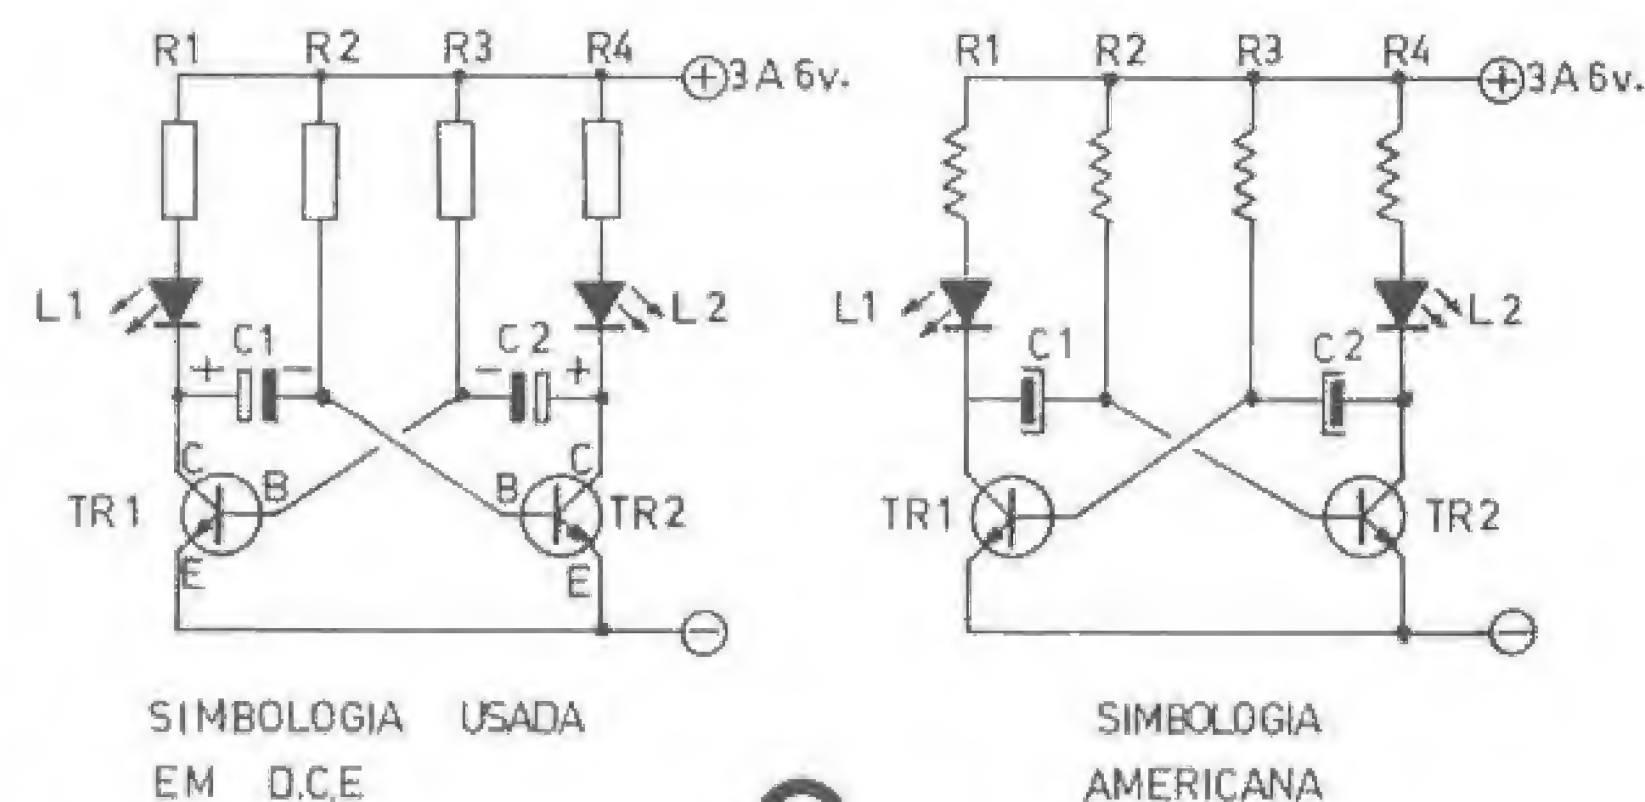 R1 R2 R3 R4
+ 3 A 6v.
L1 L2
C1 C2
+ - - +
C C
TR1 B B TR2
E E
-
SIMBOLOGIA USADA
EM D.C.E
R1 R2 R3 R4
+ 3 A 6v.
L1 L2
C1 C2
TR1 TR2
-
SIMBOLOGIA
AMERICANA